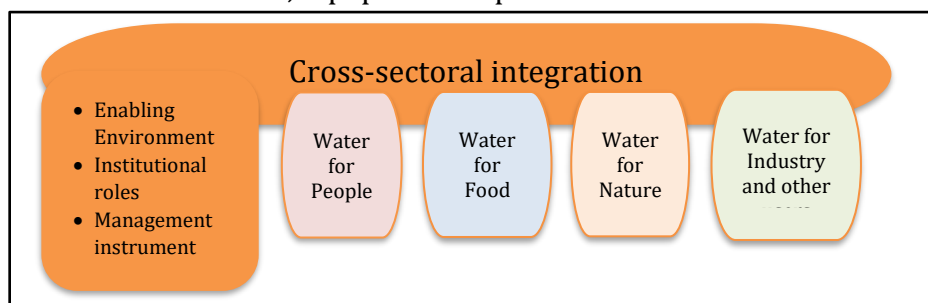 Cross-sectoral integration
• Enabling
Environment
• Institutional
roles
• Management
instrument
Water
for
People
Water
for
Food
Water
for
Nature
Water for
Industry
and other